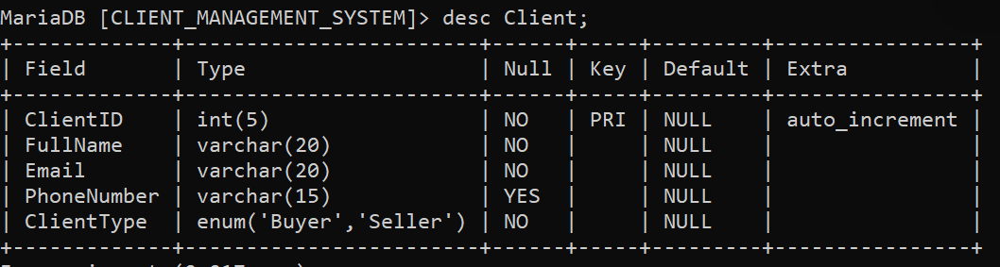 MariaDB [CLIENT_MANAGEMENT_SYSTEM]> desc Client;
+-------------+------------------------+------+-----+---------+----------------+
| Field       | Type                   | Null | Key | Default | Extra          |
+-------------+------------------------+------+-----+---------+----------------+
| ClientID    | int(5)                 | NO   | PRI | NULL    | auto_increment |
| FullName    | varchar(20)            | NO   |     | NULL    |                |
| Email       | varchar(20)            | NO   |     | NULL    |                |
| PhoneNumber | varchar(15)            | YES  |     | NULL    |                |
| ClientType  | enum('Buyer','Seller') | NO   |     | NULL    |                |
+-------------+------------------------+------+-----+---------+----------------+